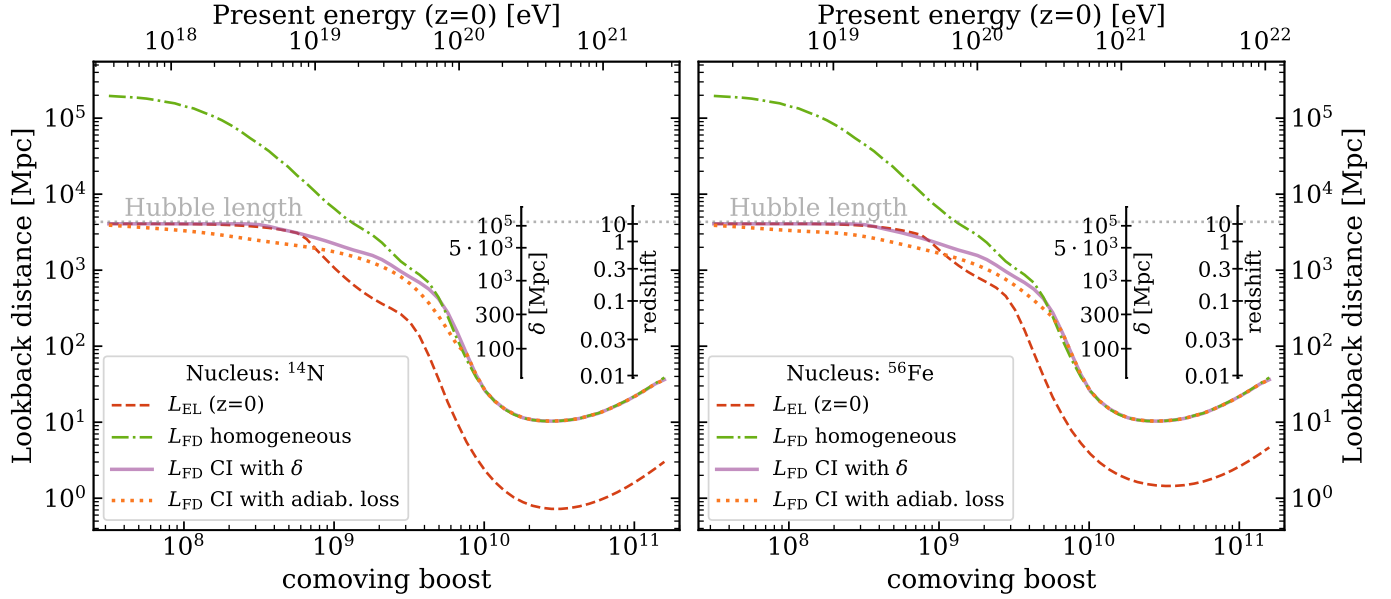 Present energy (z=0) [eV]
Present energy (z=0) [eV]
10^18 10^19 10^20 10^21
10^19 10^20 10^21 10^22
Lookback distance [Mpc]
10^5
10^4
10^3
10^2
10^1
10^0
Hubble length
10^5
5 · 10^3
10^3
300
100
δ [Mpc]
10
1
0.3
0.1
0.03
0.01
redshift
Nucleus: ^14N
L_EL (z=0)
L_FD homogeneous
L_FD CI with δ
L_FD CI with adiab. loss
10^8 10^9 10^10 10^11
comoving boost
Hubble length
10^5
5 · 10^3
10^3
300
100
δ [Mpc]
10
1
0.3
0.1
0.03
0.01
redshift
Nucleus: ^56Fe
L_EL (z=0)
L_FD homogeneous
L_FD CI with δ
L_FD CI with adiab. loss
10^8 10^9 10^10 10^11
comoving boost
10^5
10^4
10^3
10^2
10^1
10^0
Lookback distance [Mpc]